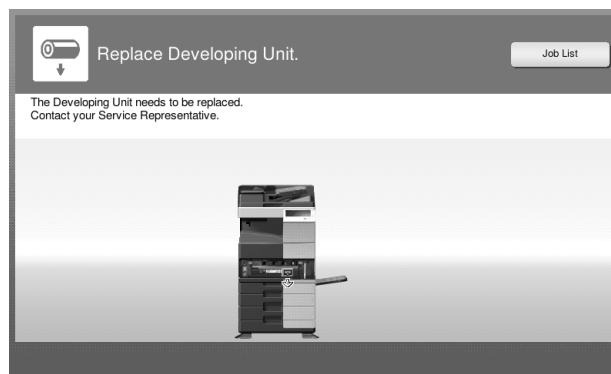 Replace Developing Unit.
Job List
The Developing Unit needs to be replaced.
Contact your Service Representative.